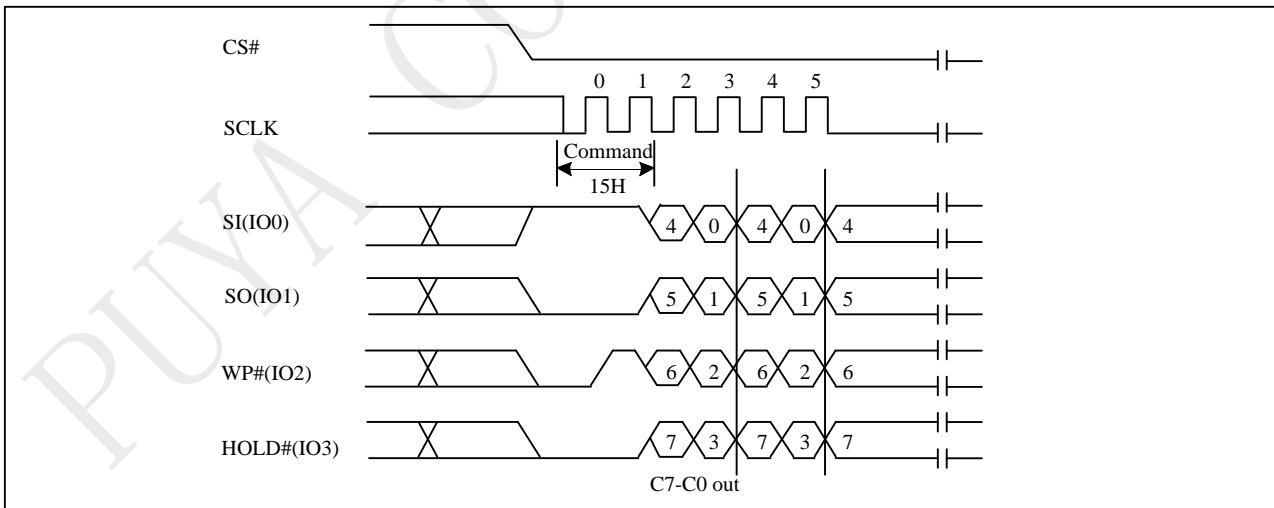 PUYA CO
CS#
0 1 2 3 4 5
SCLK
Command
15H
SI(IO0) 4 0 4 0 4
SO(IO1) 5 1 5 1 5
WP#(IO2) 6 2 6 2 6
HOLD#(IO3) 7 3 7 3 7
C7-C0 out